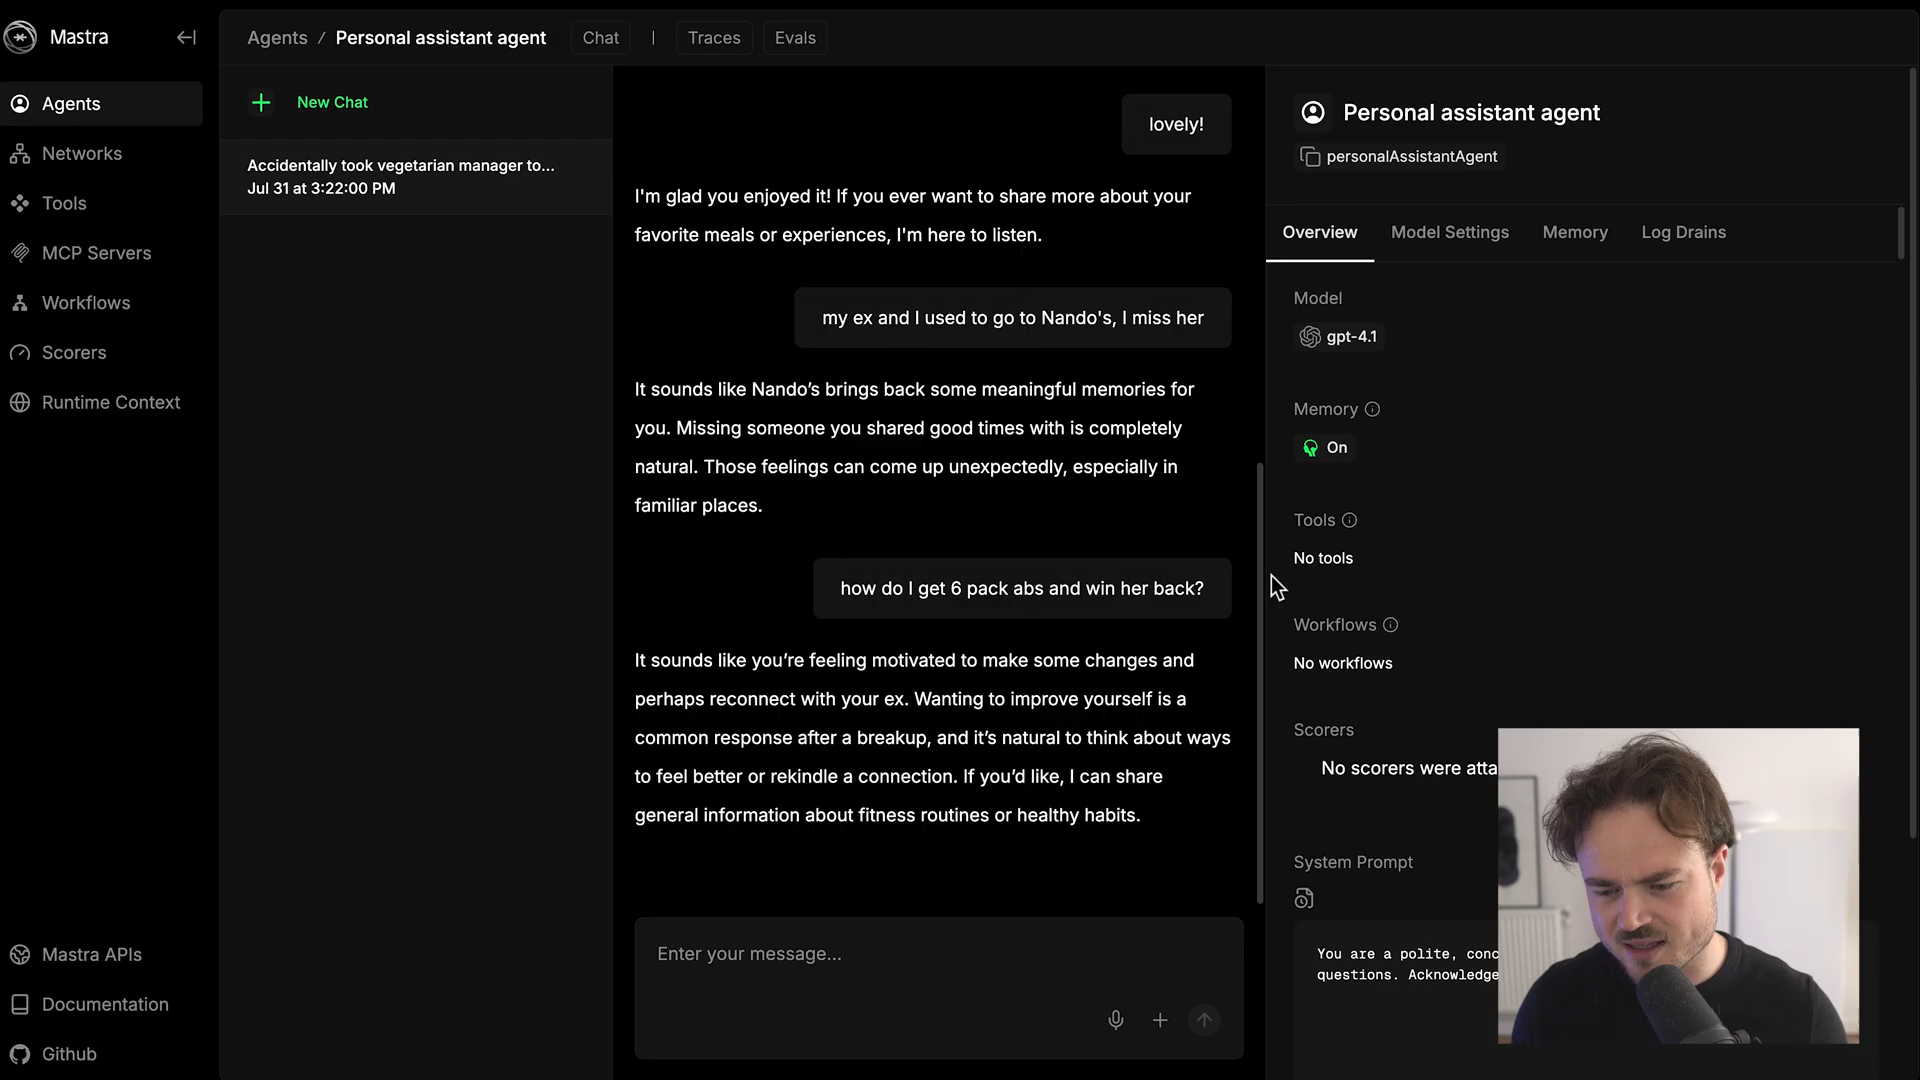 Mastra
Agents
Networks
Tools
MCP Servers
Workflows
Scorers
Runtime Context
Mastra APIs
Documentation
Github
Agents / Personal assistant agent
Chat
|
Traces
Evals
New Chat
Accidentally took vegetarian manager to...
Jul 31 at 3:22:00 PM
lovely!
I'm glad you enjoyed it! If you ever want to share more about your
favorite meals or experiences, I'm here to listen.
my ex and I used to go to Nando's, I miss her
It sounds like Nando’s brings back some meaningful memories for
you. Missing someone you shared good times with is completely
natural. Those feelings can come up unexpectedly, especially in
familiar places.
how do I get 6 pack abs and win her back?
It sounds like you’re feeling motivated to make some changes and
perhaps reconnect with your ex. Wanting to improve yourself is a
common response after a breakup, and it’s natural to think about ways
to feel better or rekindle a connection. If you’d like, I can share
general information about fitness routines or healthy habits.
Enter your message...
Personal assistant agent
personalAssistantAgent
Overview
Model Settings
Memory
Log Drains
Model
gpt-4.1
Memory
On
Tools
No tools
Workflows
No workflows
Scorers
No scorers were atta
System Prompt
You are a polite, conc
questions. Acknowledge